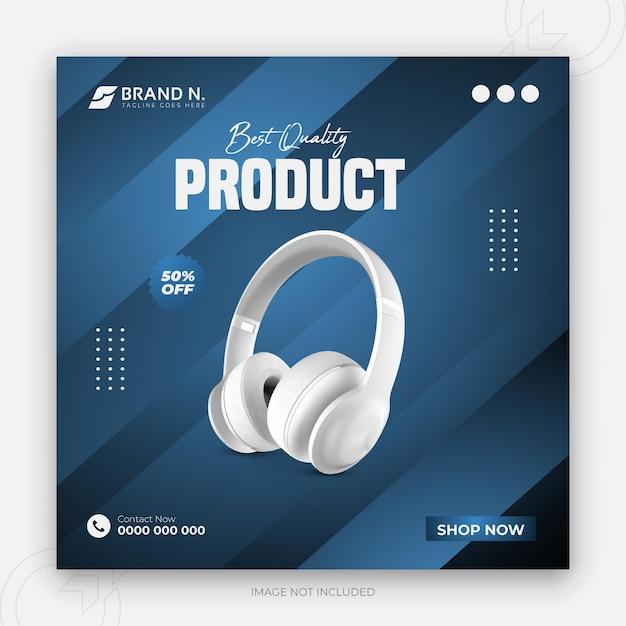 BRAND N.
TAGLINE GOES HERE
Best Quality
PRODUCT
50%
OFF
Contact Now
0000 000 000
SHOP NOW
IMAGE NOT INCLUDED